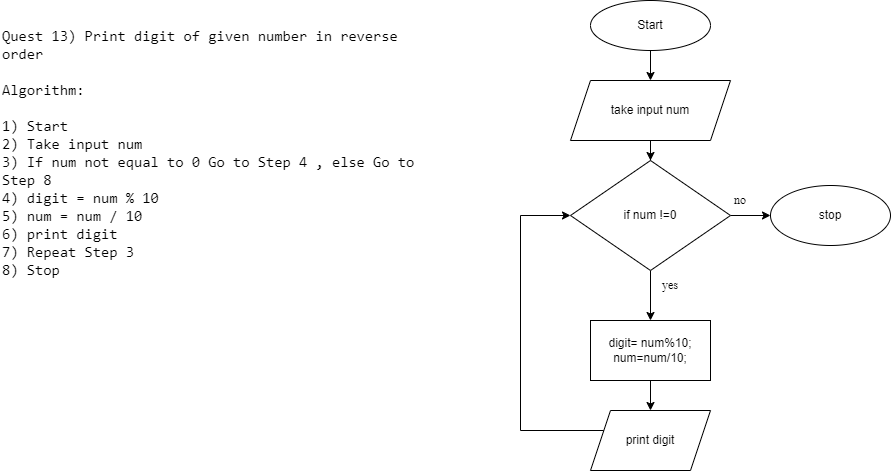 Quest 13) Print digit of given number in reverse
order
Algorithm:
1) Start
2) Take input num
3) If num not equal to 0 Go to Step 4 , else Go to
Step 8
4) digit = num % 10
5) num = num / 10
6) print digit
7) Repeat Step 3
8) Stop
Start
take input num
if num !=0
no
stop
yes
digit= num%10;
num=num/10;
print digit